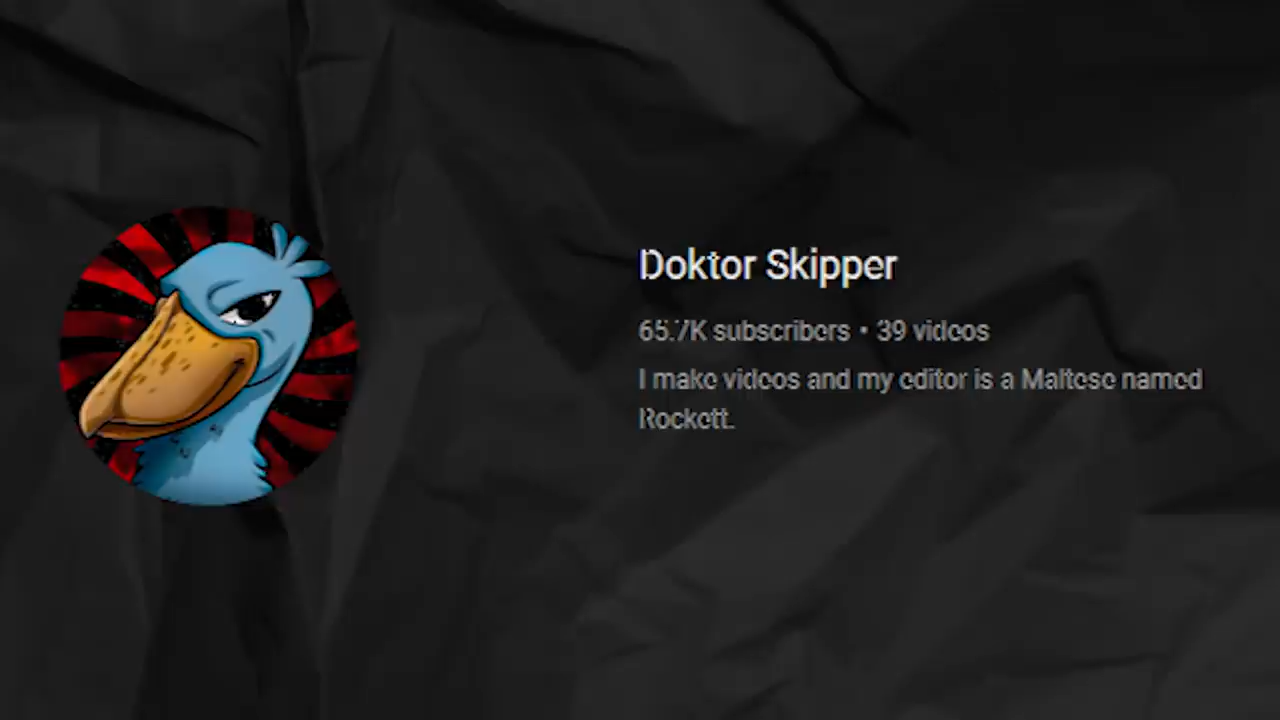 Doktor Skipper
65.7K subscribers • 39 videos
I make videos and my editor is a Maltese named
Rockett.